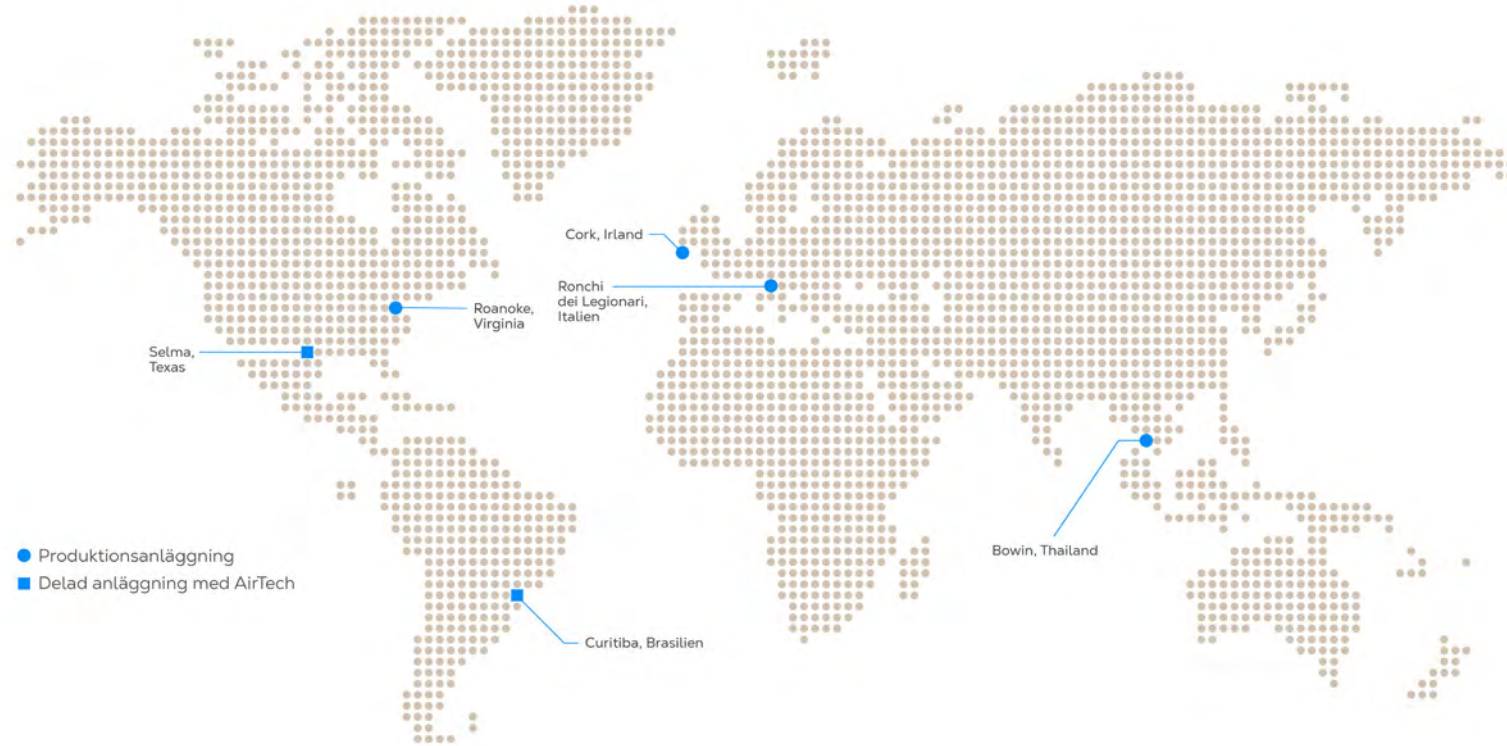 Cork, Irland
Ronchi
dei Legionari,
Italien
Roanoke,
Virginia
Selma,
Texas
Bowin, Thailand
Produktionsanläggning
Delad anläggning med AirTech
Curitiba, Brasilien